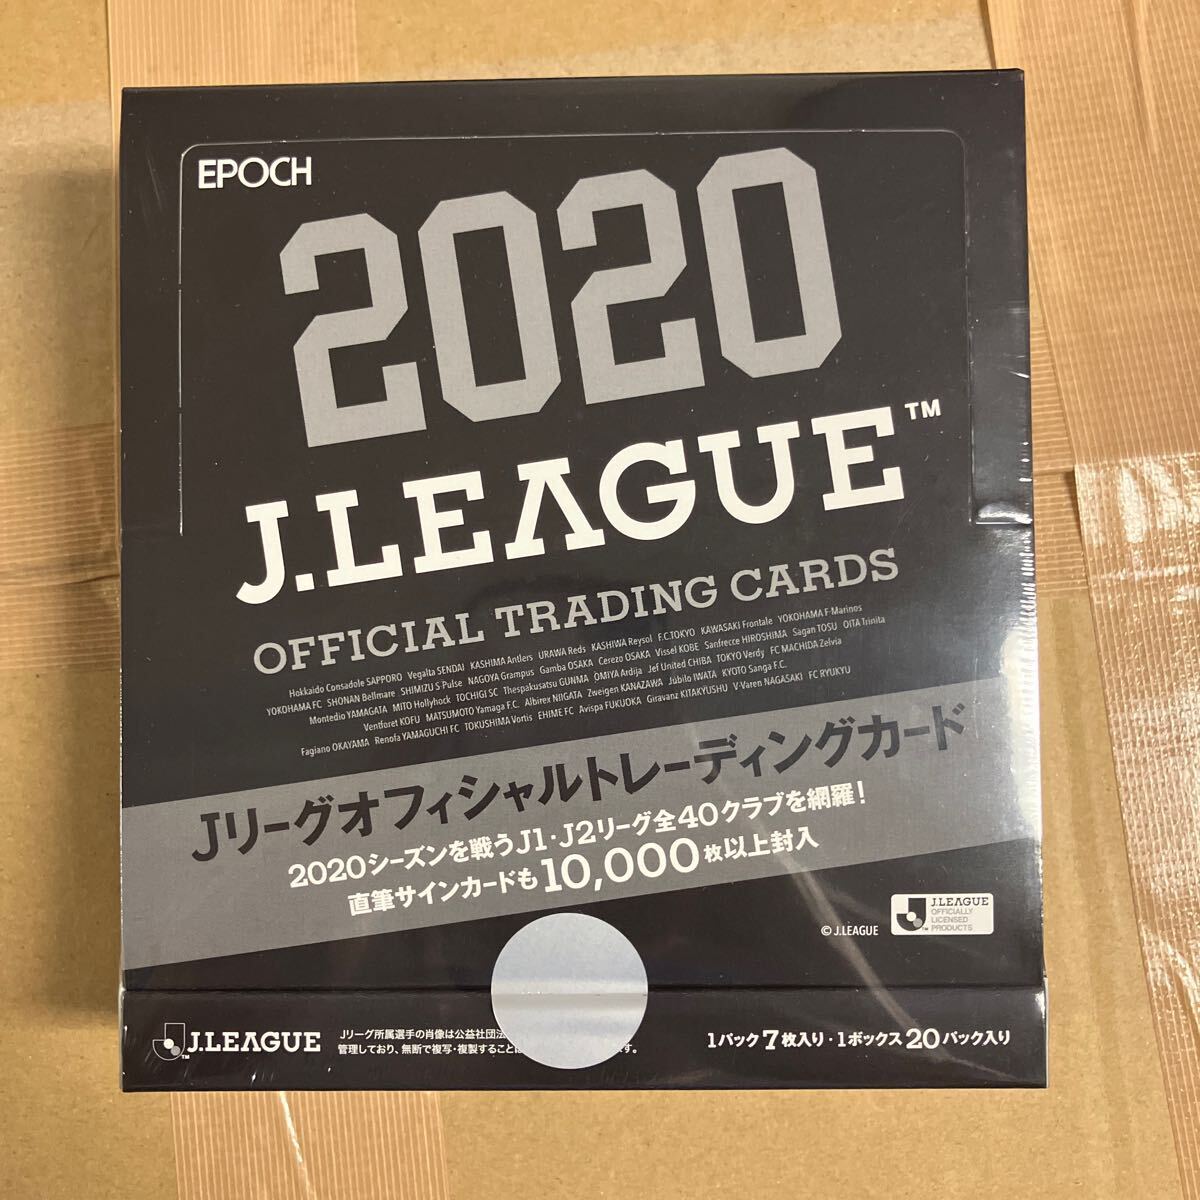 EPOCH
2020
J.LEAGUE™
OFFICIAL TRADING CARDS
Hokkaido Consadole SAPPORO Vegalta SENDAI KASHIMA Antlers URAWA Reds KASHIWA Reysol F.C.TOKYO KAWASAKI Frontale YOKOHAMA F·Marinos
YOKOHAMA FC SHONAN Bellmare SHIMIZU S Pulse NAGOYA Grampus Gamba OSAKA Cerezo OSAKA Vissel KOBE Sanfrecce HIROSHIMA Sagan TOSU OITA Trinita
Montedio YAMAGATA MITO Hollyhock TOCHIGI SC Thespakusatsu GUNMA OMIYA Ardija Jef United CHIBA TOKYO Verdy FC MACHIDA Zelvia
Ventforet KOFU MATSUMOTO Yamaga F.C. Albirex NIIGATA Zweigen KANAZAWA Júbilo IWATA KYOTO Sanga F.C.
Fagiano OKAYAMA Renofa YAMAGUCHI FC TOKUSHIMA Vortis EHIME FC Avispa FUKUOKA Giravanz KITAKYUSHU V·Varen NAGASAKI FC RYUKYU
Jリーグオフィシャルトレーディングカード
2020シーズンを戦うJ1・J2リーグ全40クラブを網羅!
直筆サインカードも10,000枚以上封入
© J.LEAGUE
J.LEAGUE
OFFICIALLY
LICENSED
PRODUCTS
J.LEAGUE
Jリーグ所属選手の肖像は公益社団法
管理しており、無断で複写・複製することは
す。
1パック7枚入り・1ボックス20パック入り